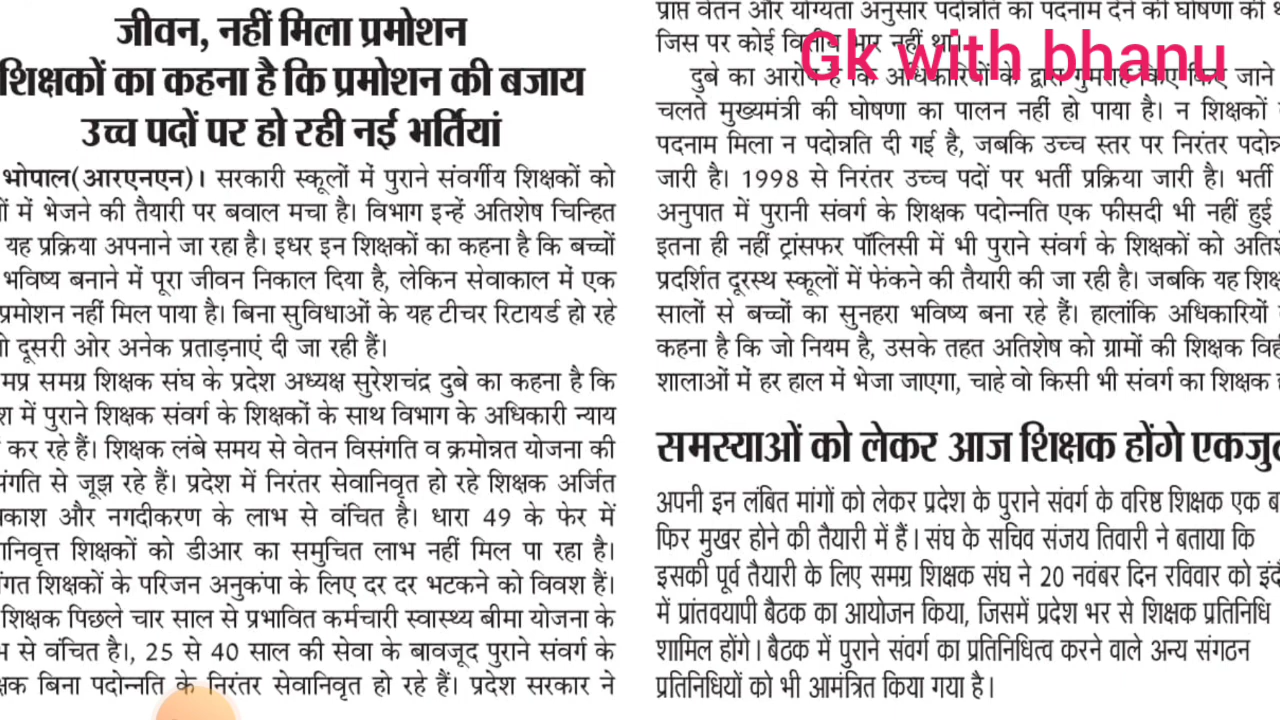 जीवन, नहीं मिला प्रमोशन
शिक्षकों का कहना है कि प्रमोशन की बजाय
उच्च पदों पर हो रही नई भर्तियां
भोपाल(आरएनएन)। सरकारी स्कूलों में पुराने संवर्गीय शिक्षकों को
में भेजने की तैयारी पर बवाल मचा है। विभाग इन्हें अतिशेष चिन्हित
यह प्रक्रिया अपनाने जा रहा है। इधर इन शिक्षकों का कहना है कि बच्चों
भविष्य बनाने में पूरा जीवन निकाल दिया है, लेकिन सेवाकाल में एक
प्रमोशन नहीं मिल पाया है। बिना सुविधाओं के यह टीचर रिटायर्ड हो रहे
दूसरी ओर अनेक प्रताड़नाएं दी जा रही हैं।
मप्र समग्र शिक्षक संघ के प्रदेश अध्यक्ष सुरेशचंद्र दुबे का कहना है कि
में पुराने शिक्षक संवर्ग के शिक्षकों के साथ विभाग के अधिकारी न्याय
कर रहे हैं। शिक्षक लंबे समय से वेतन विसंगति व क्रमोन्नत योजना की
से जूझ रहे हैं। प्रदेश में निरंतर सेवानिवृत हो रहे शिक्षक अर्जित
और नगदीकरण के लाभ से वंचित है। धारा 49 के फेर में
शिक्षकों को डीआर का समुचित लाभ नहीं मिल पा रहा है।
शिक्षकों के परिजन अनुकंपा के लिए दर दर भटकने को विवश हैं।
शिक्षक पिछले चार साल से प्रभावित कर्मचारी स्वास्थ्य बीमा योजना के
से वंचित है।, 25 से 40 साल की सेवा के बावजूद पुराने संवर्ग के
बिना पदोन्नति के निरंतर सेवानिवृत हो रहे हैं। प्रदेश सरकार ने
प्राप्त वेतन और योग्यता अनुसार पदोन्नति का पदनाम देने की घोषणा की
जिस पर कोई वित्तीय भार नहीं था।
Gk with bhanu
दुबे का आरोप है कि अधिकारियों के द्वारा गुमराह किए जाने
चलते मुख्यमंत्री की घोषणा का पालन नहीं हो पाया है। न शिक्षकों
पदनाम मिला न पदोन्नति दी गई है, जबकि उच्च स्तर पर निरंतर
जारी है। 1998 से निरंतर उच्च पदों पर भर्ती प्रक्रिया जारी है। भर्ती
अनुपात में पुरानी संवर्ग के शिक्षक पदोन्नति एक फीसदी भी नहीं हुई
इतना ही नहीं ट्रांसफर पॉलिसी में भी पुराने संवर्ग के शिक्षकों को
प्रदर्शित दूरस्थ स्कूलों में फेंकने की तैयारी की जा रही है। जबकि यह
सालों से बच्चों का सुनहरा भविष्य बना रहे हैं। हालांकि अधिकारियों
कहना है कि जो नियम है, उसके तहत अतिशेष को ग्रामों की शिक्षक
शालाओं में हर हाल में भेजा जाएगा, चाहे वो किसी भी संवर्ग का शिक्षक
समस्याओं को लेकर आज शिक्षक होंगे
अपनी इन लंबित मांगों को लेकर प्रदेश के पुराने संवर्ग के वरिष्ठ शिक्षक एक
फिर मुखर होने की तैयारी में हैं। संघ के सचिव संजय तिवारी ने बताया कि
इसकी पूर्व तैयारी के लिए समग्र शिक्षक संघ ने 20 नवंबर दिन रविवार को
में प्रांतवयापी बैठक का आयोजन किया, जिसमें प्रदेश भर से शिक्षक प्रतिनिधि
शामिल होंगे। बैठक में पुराने संवर्ग का प्रतिनिधित्व करने वाले अन्य संगठन
प्रतिनिधियों को भी आमंत्रित किया गया है।